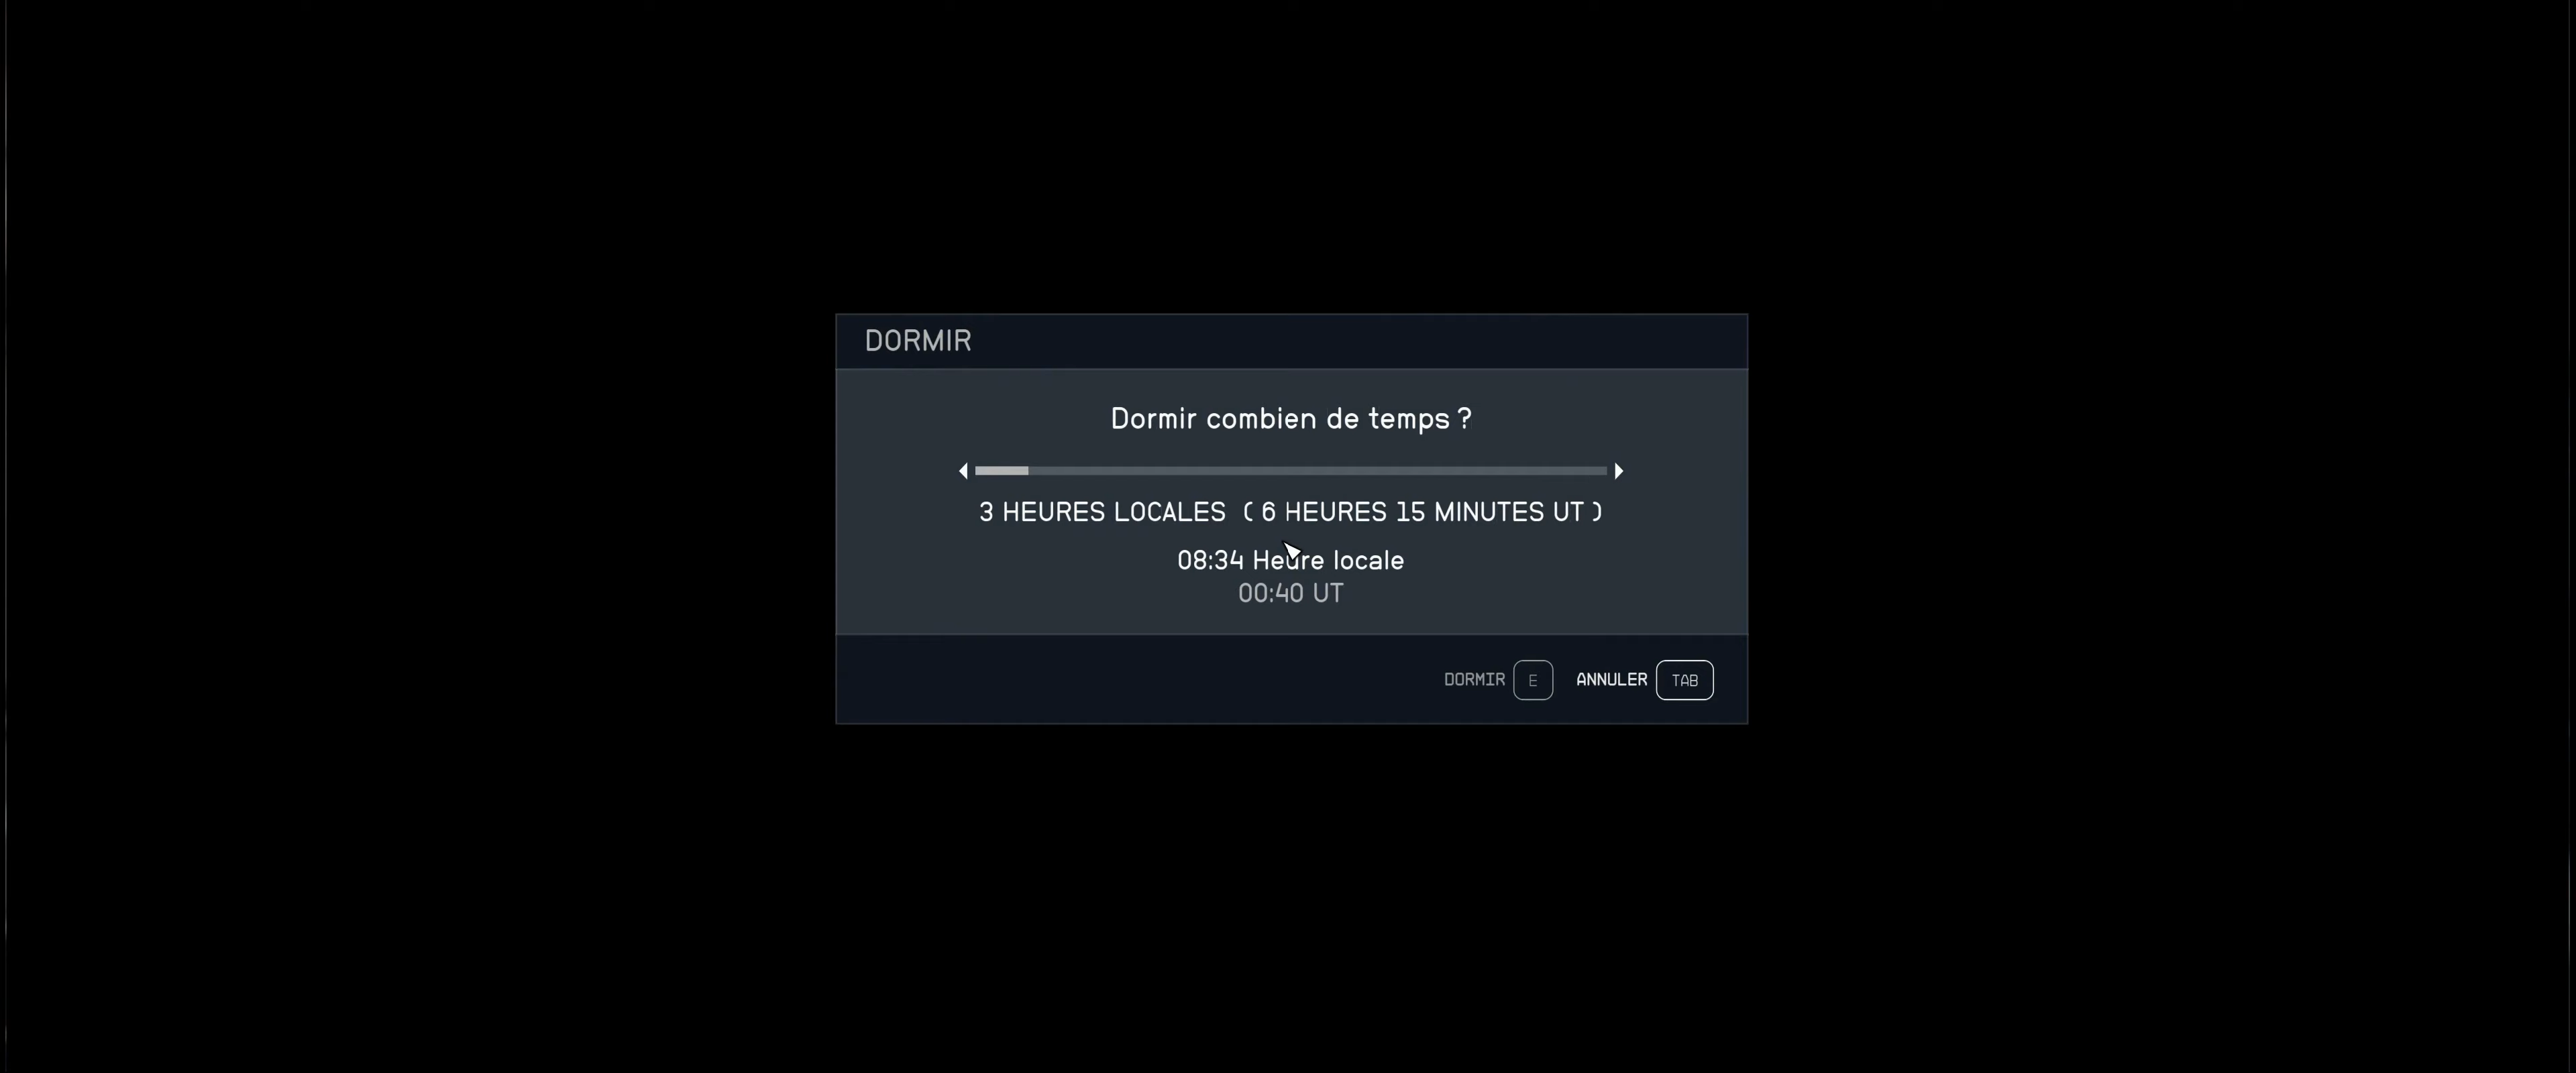 DORMIR
Dormir combien de temps ?
3 HEURES LOCALES ( 6 HEURES 15 MINUTES UT )
08:34 Heure locale
00:40 UT
DORMIR E ANNULER TAB